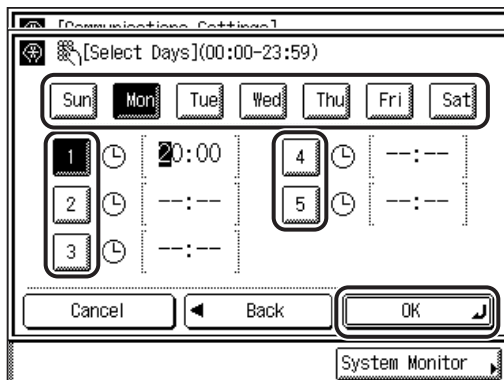 [Communications Settings]
[Select Days](00:00-23:59)
Sun Mon Tue Wed Thu Fri Sat
1 20:00 4 --:--
2 --:-- 5 --:--
3 --:--
Cancel ◀ Back OK
System Monitor